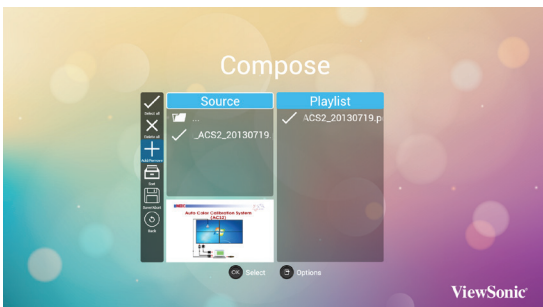 Compose
Source
Playlist
Select all
Delete all
Add/Remove
Sort
Save/Start
Back
...
_ACS2_20130719
ACS2_20130719.p
Auto Color Calibration System
(ACS2)
OK Select
Options
ViewSonic